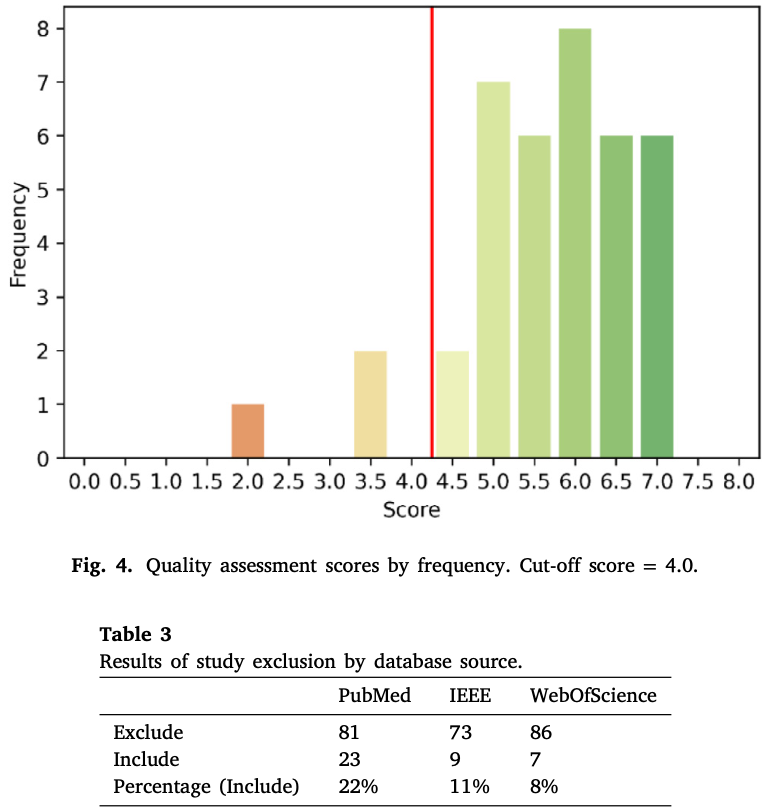 8
7
6
5
4
3
2
1
0
Frequency
0.0 0.5 1.0 1.5 2.0 2.5 3.0 3.5 4.0 4.5 5.0 5.5 6.0 6.5 7.0 7.5 8.0
Score
Fig. 4. Quality assessment scores by frequency. Cut-off score = 4.0.
Table 3
Results of study exclusion by database source.
PubMed IEEE WebOfScience
Exclude 81 73 86
Include 23 9 7
Percentage (Include) 22% 11% 8%